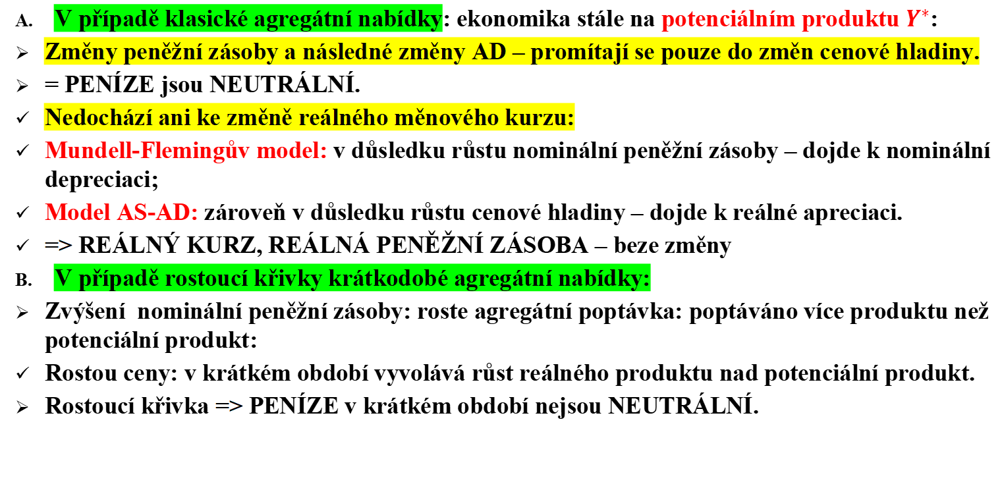 A. V případě klasické agregátní nabídky: ekonomika stále na potenciálním produktu Y*:
➢ Změny peněžní zásoby a následné změny AD – promítají se pouze do změn cenové hladiny.
➢ = PENÍZE jsou NEUTRÁLNÍ.
✓ Nedochází ani ke změně reálného měnového kurzu:
✓ Mundell-Flemingův model: v důsledku růstu nominální peněžní zásoby – dojde k nominální
depreciaci;
✓ Model AS-AD: zároveň v důsledku růstu cenové hladiny – dojde k reálné apreciaci.
✓ => REÁLNÝ KURZ, REÁLNÁ PENĚŽNÍ ZÁSOBA – beze změny
B. V případě rostoucí křivky krátkodobé agregátní nabídky:
➢ Zvýšení  nominální peněžní zásoby: roste agregátní poptávka: poptáváno více produktu než
potenciální produkt:
✓ Rostou ceny: v krátkém období vyvolává růst reálného produktu nad potenciální produkt.
➢ Rostoucí křivka => PENÍZE v krátkém období nejsou NEUTRÁLNÍ.